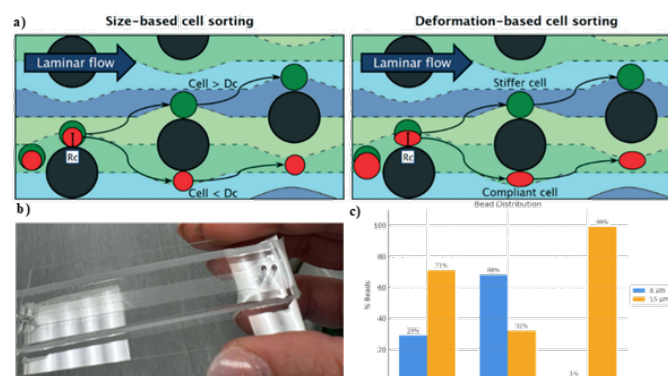 a)
Size-based cell sorting
Deformation-based cell sorting
Laminar flow
Cell > Dc
Rc
Cell < Dc
Laminar flow
Stiffer cell
Rc
Compliant cell
b)
c)
Bead Distribution
% Beads
100
80
60
40
20
29%
71%
68%
32%
1%
99%
8 µm
15 µm